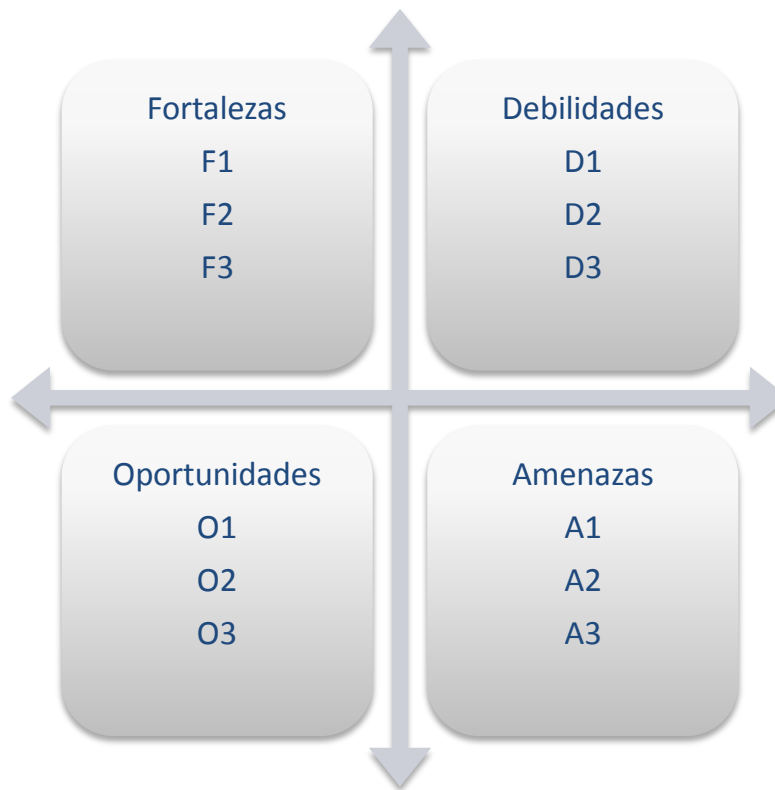 Fortalezas
F1
F2
F3
Debilidades
D1
D2
D3
Oportunidades
O1
O2
O3
Amenazas
A1
A2
A3